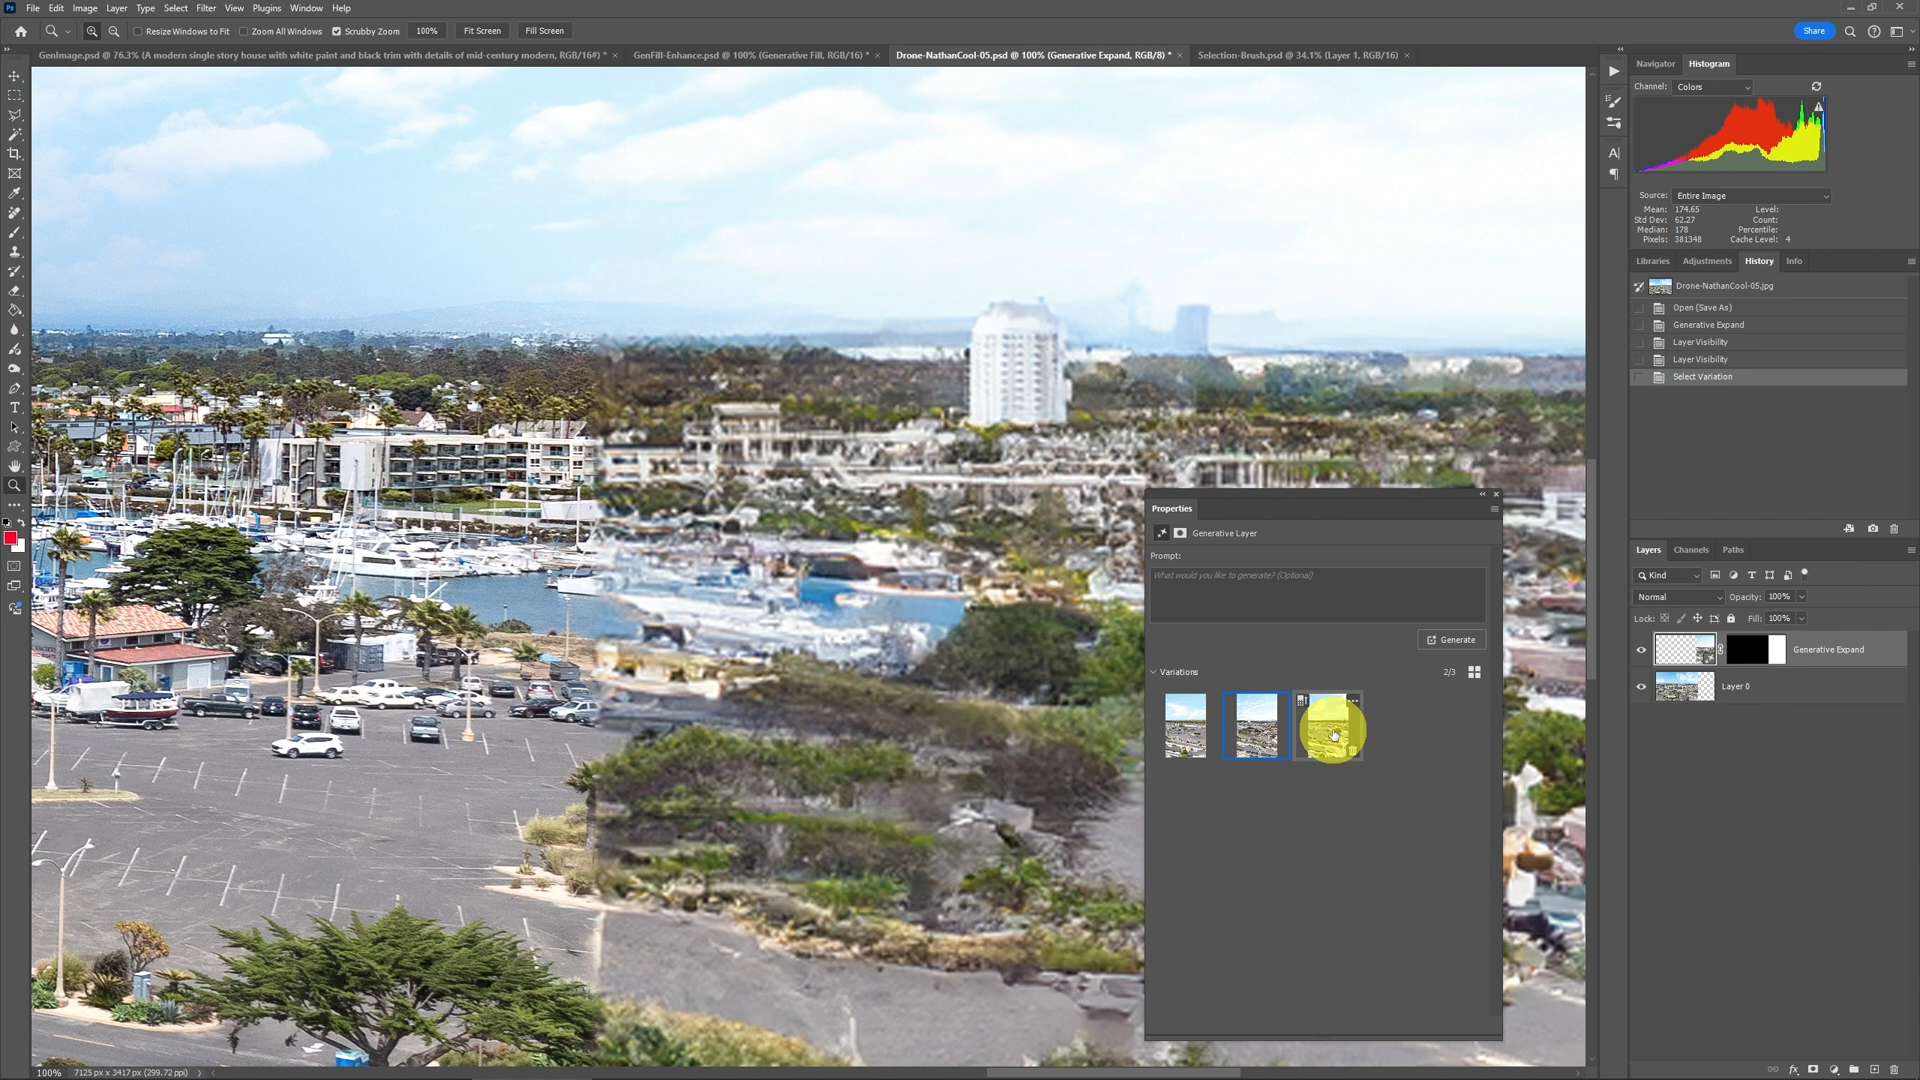 Ps File Edit Image Layer Type Select Filter View Plugins Window Help
Resize Windows to Fit Zoom All Windows Scrubby Zoom 100% Fit Screen Fill Screen Share
GenImage.psd @ 76.3% (A modern single story house with white paint and black trim with details of mid-century modern, RGB/16#) * × GenFill-Enhance.psd @ 100% (Generative Fill, RGB/16) * × Drone-NathanCool-05.psd @ 100% (Generative Expand, RGB/8) * × Selection-Brush.psd @ 34.1% (Layer 1, RGB/16) ×
Navigator Histogram
Channel: Colors
Source: Entire Image
Mean: 174.65 Level:
Std Dev: 62.27 Count:
Median: 178 Percentile:
Pixels: 381348 Cache Level: 4
Libraries Adjustments History Info
Drone-NathanCool-05.jpg
Open (Save As)
Generative Expand
Layer Visibility
Layer Visibility
Select Variation
Properties
Generative Layer
Prompt:
What would you like to generate? (Optional)
Generate
Variations 2/3
Layers Channels Paths
Kind
Normal Opacity: 100%
Lock: Fill: 100%
Generative Expand
Layer 0
100% 7125 px x 3417 px (299.72 ppi)